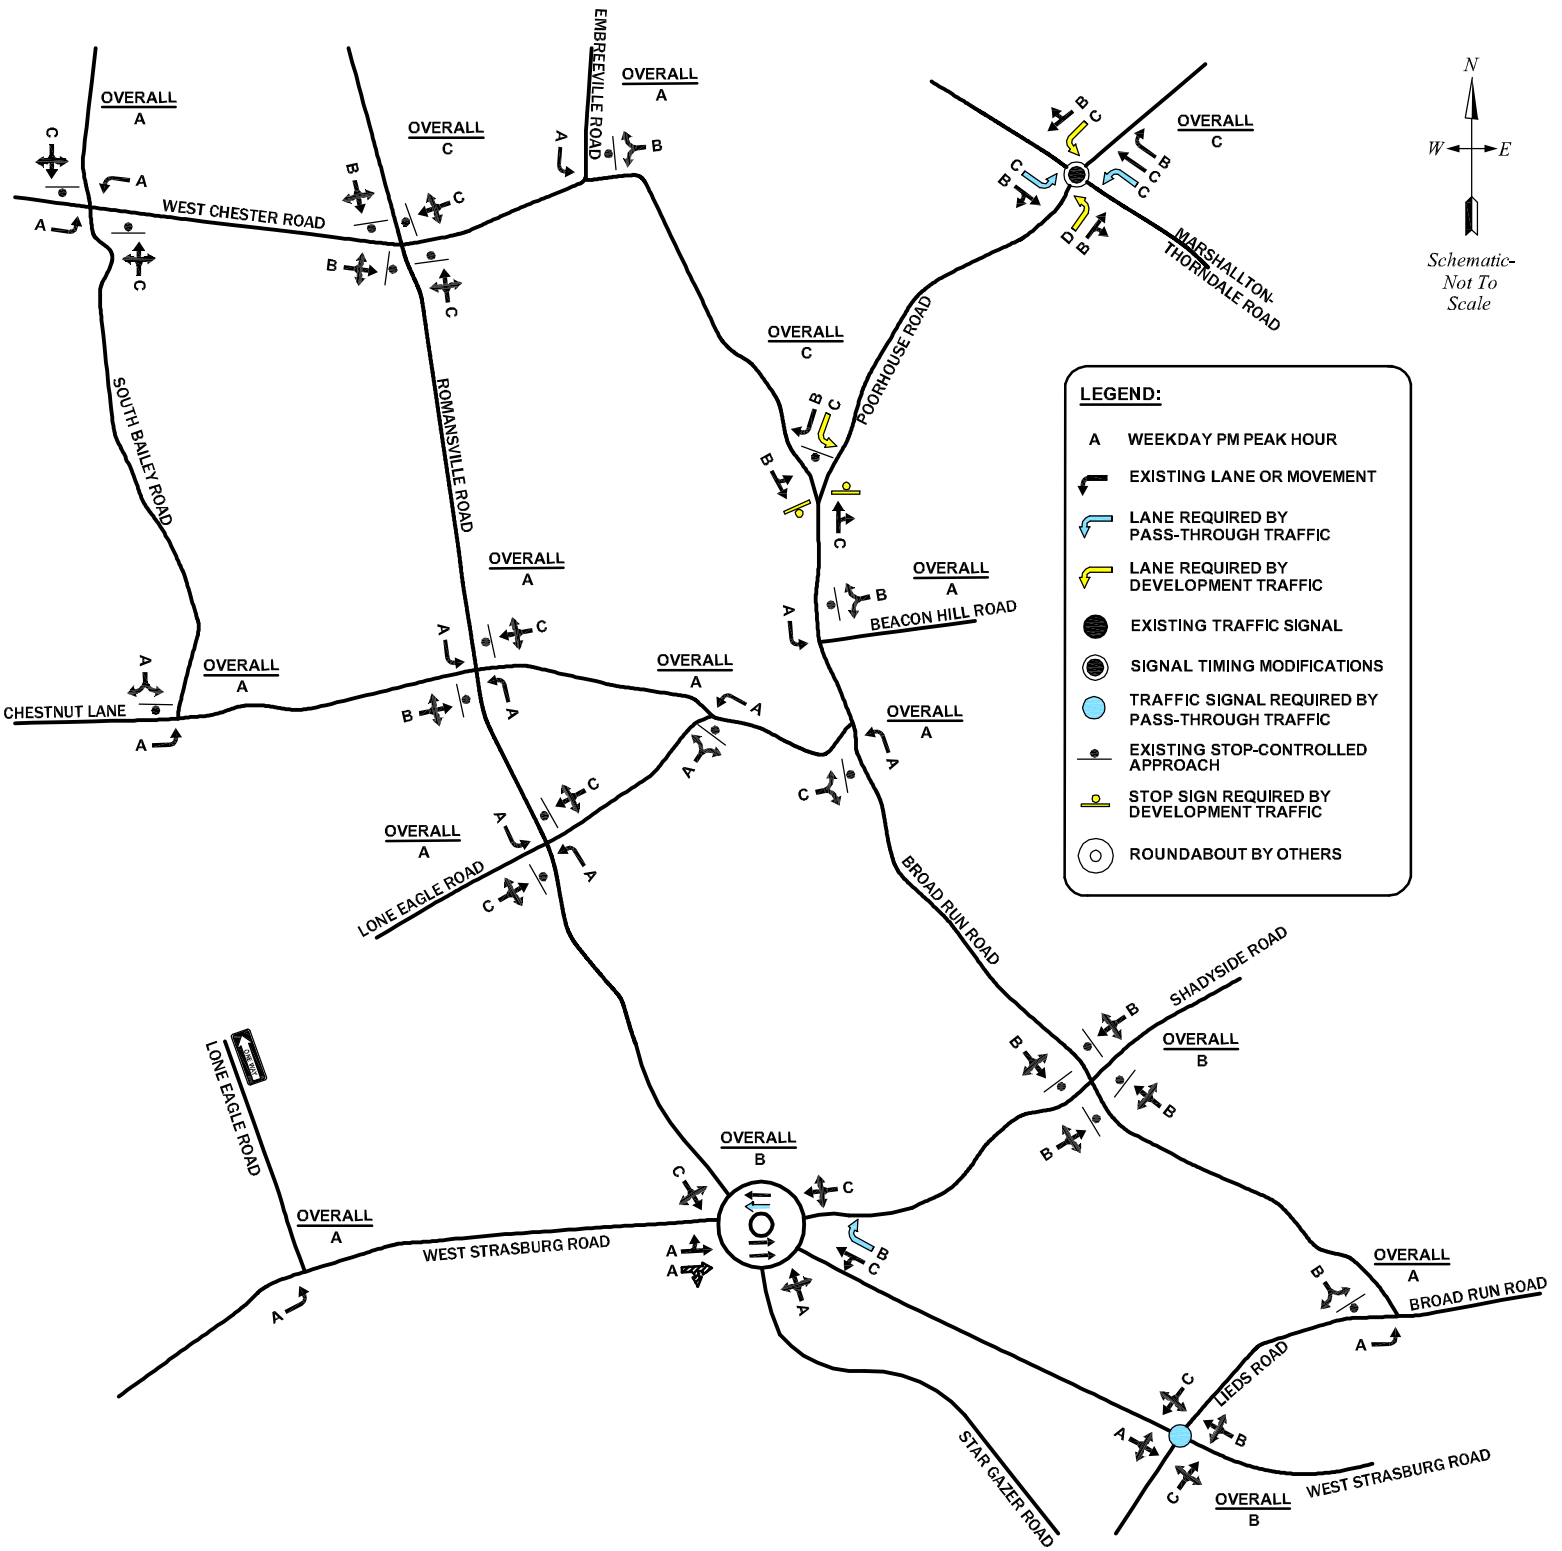 EMBREEVILLE ROAD
OVERALL
A
OVERALL
A
OVERALL
C
OVERALL
C
N
W
E
Schematic-
Not To
Scale
C
A
A
C
WEST CHESTER ROAD
B
C
B
C
A
B
B
C
C
B
B
C
C
D
B
MARSHALLTON-
THORNDALE ROAD
POORHOUSE ROAD
OVERALL
C
B
C
B
C
SOUTH BAILEY ROAD
ROMANSVILLE ROAD
LEGEND:
A
WEEKDAY PM PEAK HOUR
EXISTING LANE OR MOVEMENT
LANE REQUIRED BY
PASS-THROUGH TRAFFIC
LANE REQUIRED BY
DEVELOPMENT TRAFFIC
EXISTING TRAFFIC SIGNAL
SIGNAL TIMING MODIFICATIONS
TRAFFIC SIGNAL REQUIRED BY
PASS-THROUGH TRAFFIC
EXISTING STOP-CONTROLLED
APPROACH
STOP SIGN REQUIRED BY
DEVELOPMENT TRAFFIC
ROUNDABOUT BY OTHERS
OVERALL
A
A
C
B
A
OVERALL
A
A
B
BEACON HILL ROAD
OVERALL
A
A
A
CHESTNUT LANE
OVERALL
A
A
A
OVERALL
A
A
C
OVERALL
A
A
C
C
A
LONE EAGLE ROAD
BROAD RUN ROAD
SHADYSIDE ROAD
OVERALL
B
B
B
B
B
ONE WAY
LONE EAGLE ROAD
OVERALL
A
A
WEST STRASBURG ROAD
OVERALL
B
C
C
A
A
B
C
A
STAR GAZER ROAD
OVERALL
A
B
A
BROAD RUN ROAD
LIEDS ROAD
C
A
B
C
OVERALL
B
WEST STRASBURG ROAD